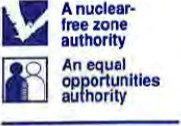 A nuclear-
free zone
authority
An equal
opportunities
authority